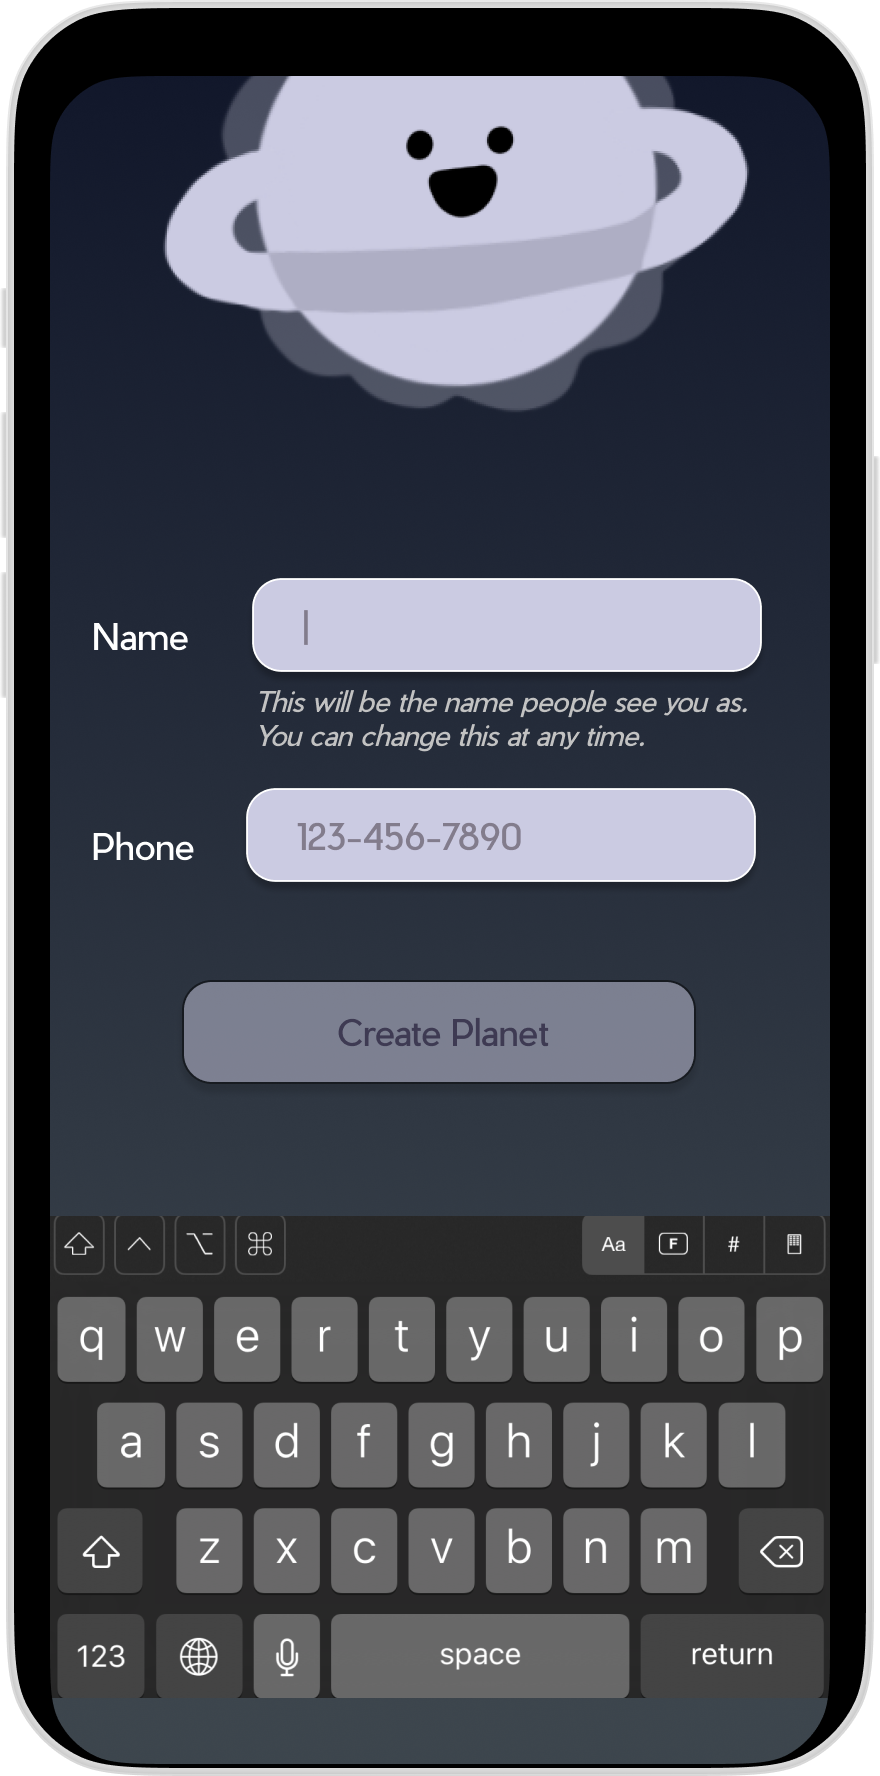 Name
This will be the name people see you as.
You can change this at any time.
Phone 123-456-7890
Create Planet
Aa F #
q w e r t y u i o p
a s d f g h j k l
z x c v b n m
123 space return